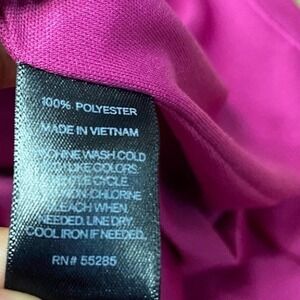 100% POLYESTER
MADE IN VIETNAM
WASH COLD
LIKE COLORS.
CYCLE.
WHEN
NEEDED. LINE DRY.
COOL IRON IF NEEDED.
RN# 55285